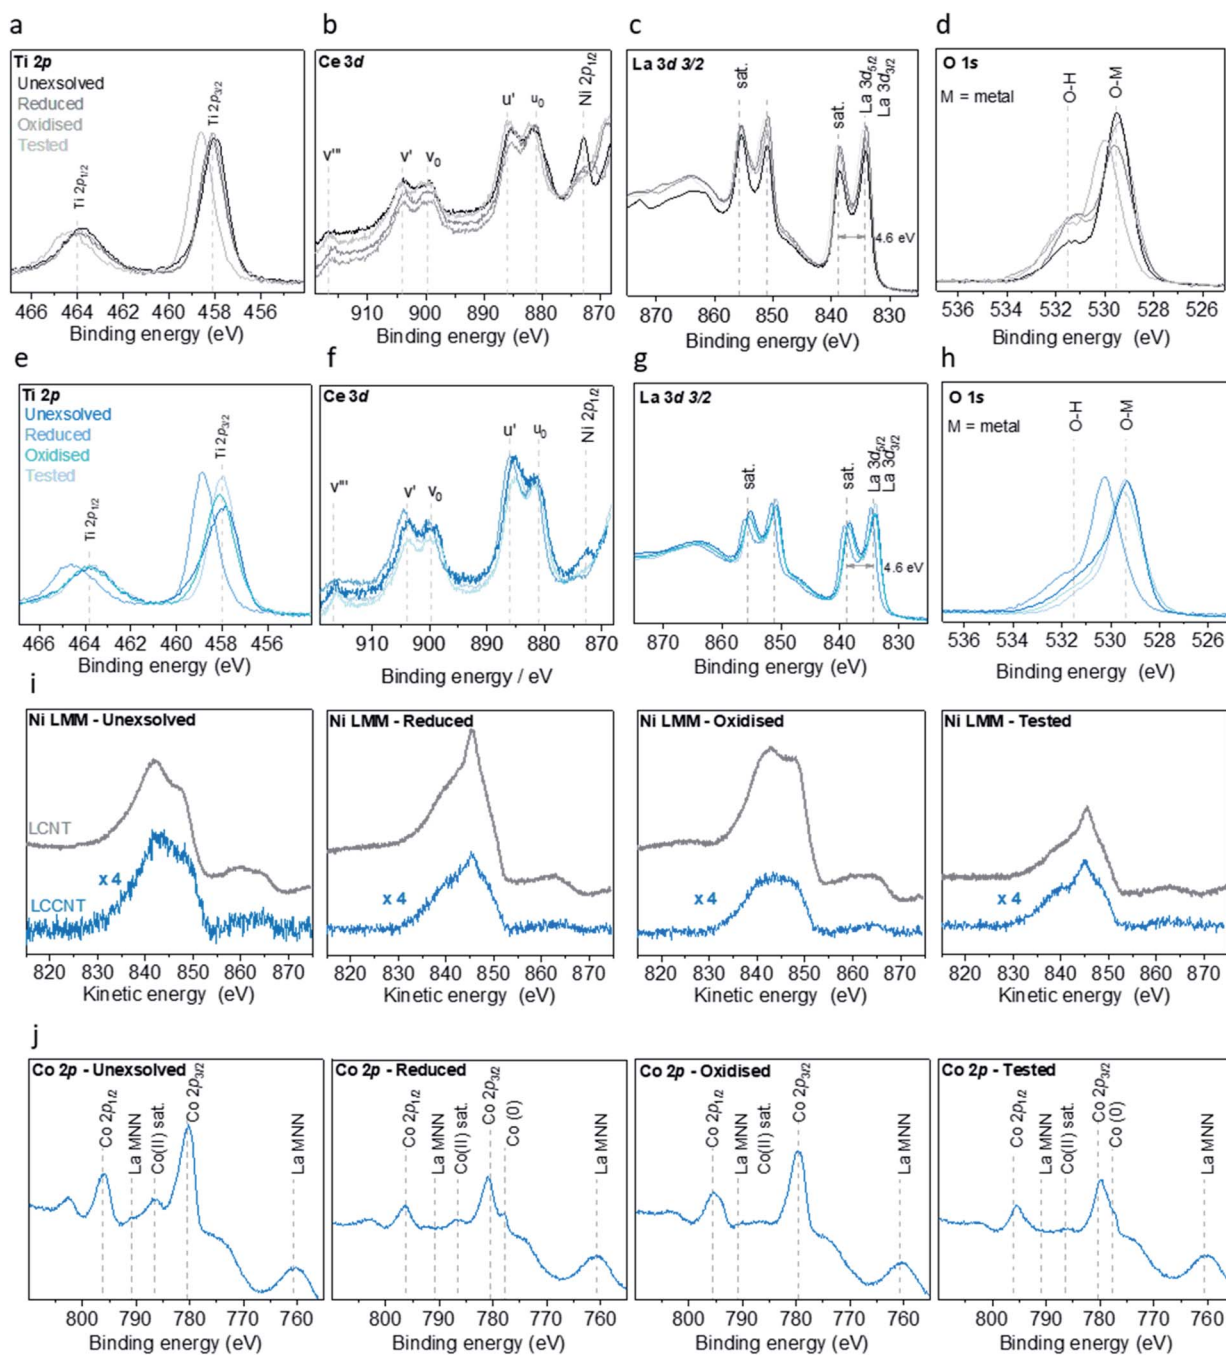 a
b
c
d
Ti 2p
Unexsolved
Reduced
Oxidised
Tested
Ti 2p1/2
Ti 2p3/2
466 464 462 460 458 456
Binding energy (eV)
Ce 3d
v'''
v'
v0
u'
u0
Ni 2p1/2
910 900 890 880 870
Binding energy (eV)
La 3d 3/2
sat.
sat.
La 3d5/2
La 3d3/2
4.6 eV
870 860 850 840 830
Binding energy (eV)
O 1s
M = metal
O-H
O-M
536 534 532 530 528 526
Binding energy (eV)
e
f
g
h
Ti 2p
Unexsolved
Reduced
Oxidised
Tested
Ti 2p1/2
Ti 2p3/2
466 464 462 460 458 456
Binding energy (eV)
Ce 3d
v'''
v'
v0
u'
u0
Ni 2p1/2
910 900 890 880 870
Binding energy / eV
La 3d 3/2
sat.
sat.
La 3d5/2
La 3d3/2
4.6 eV
870 860 850 840 830
Binding energy (eV)
O 1s
M = metal
O-H
O-M
536 534 532 530 528 526
Binding energy (eV)
i
Ni LMM - Unexsolved
LCNT
x 4
LCCNT
820 830 840 850 860 870
Kinetic energy (eV)
Ni LMM - Reduced
x 4
820 830 840 850 860 870
Kinetic energy (eV)
Ni LMM - Oxidised
x 4
820 830 840 850 860 870
Kinetic energy (eV)
Ni LMM - Tested
x 4
820 830 840 850 860 870
Kinetic energy (eV)
j
Co 2p - Unexsolved
Co 2p1/2
La MNN
Co(II) sat.
Co 2p3/2
La MNN
800 790 780 770 760
Binding energy (eV)
Co 2p - Reduced
Co 2p1/2
La MNN
Co(II) sat.
Co 2p3/2
Co (0)
La MNN
800 790 780 770 760
Binding energy (eV)
Co 2p - Oxidised
Co 2p1/2
La MNN
Co(II) sat.
Co 2p3/2
La MNN
800 790 780 770 760
Binding energy (eV)
Co 2p - Tested
Co 2p1/2
La MNN
Co(II) sat.
Co 2p3/2
Co (0)
La MNN
800 790 780 770 760
Binding energy (eV)